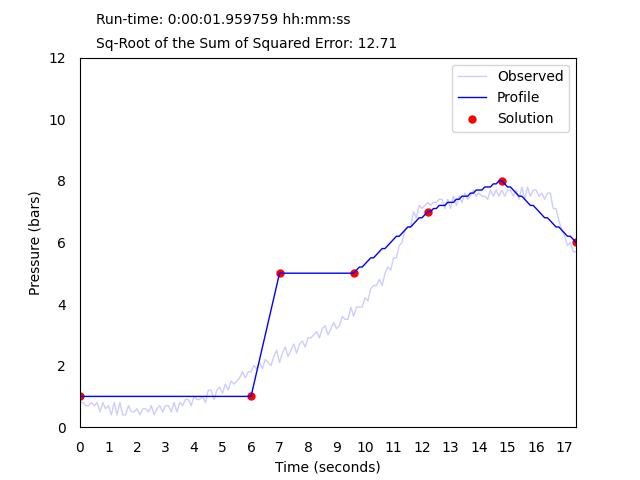 Run-time: 0:00:01.959759 hh:mm:ss
Sq-Root of the Sum of Squared Error: 12.71
Observed
Profile
Solution
12
10
8
6
4
2
0
Pressure (bars)
0 1 2 3 4 5 6 7 8 9 10 11 12 13 14 15 16 17
Time (seconds)